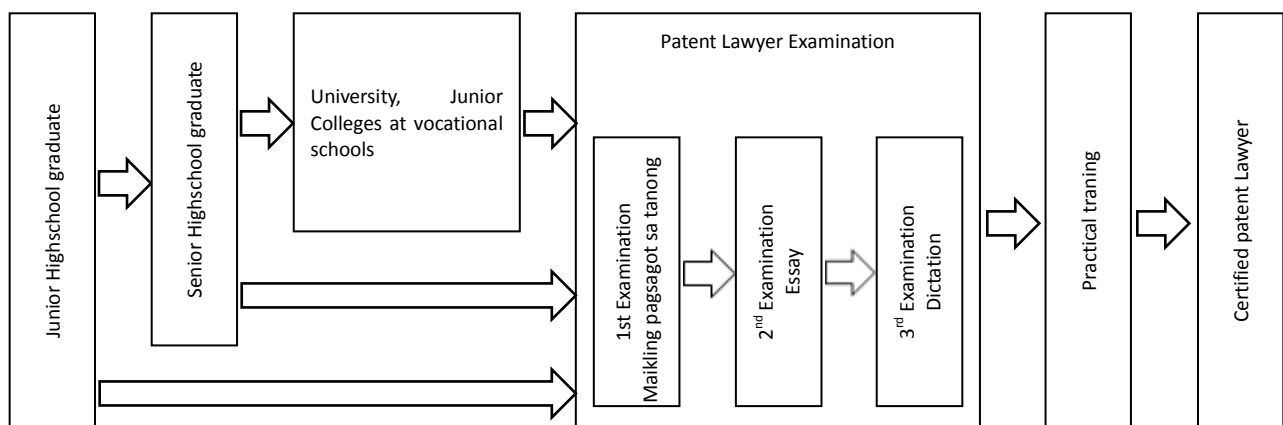 Junior Highschool graduate
Senior Highschool graduate
University, Junior
Colleges at vocational
schools
Patent Lawyer Examination
1st Examination
Maikling pagsagot sa tanong
2nd Examination
Essay
3rd Examination
Dictation
Practical traning
Certified patent Lawyer